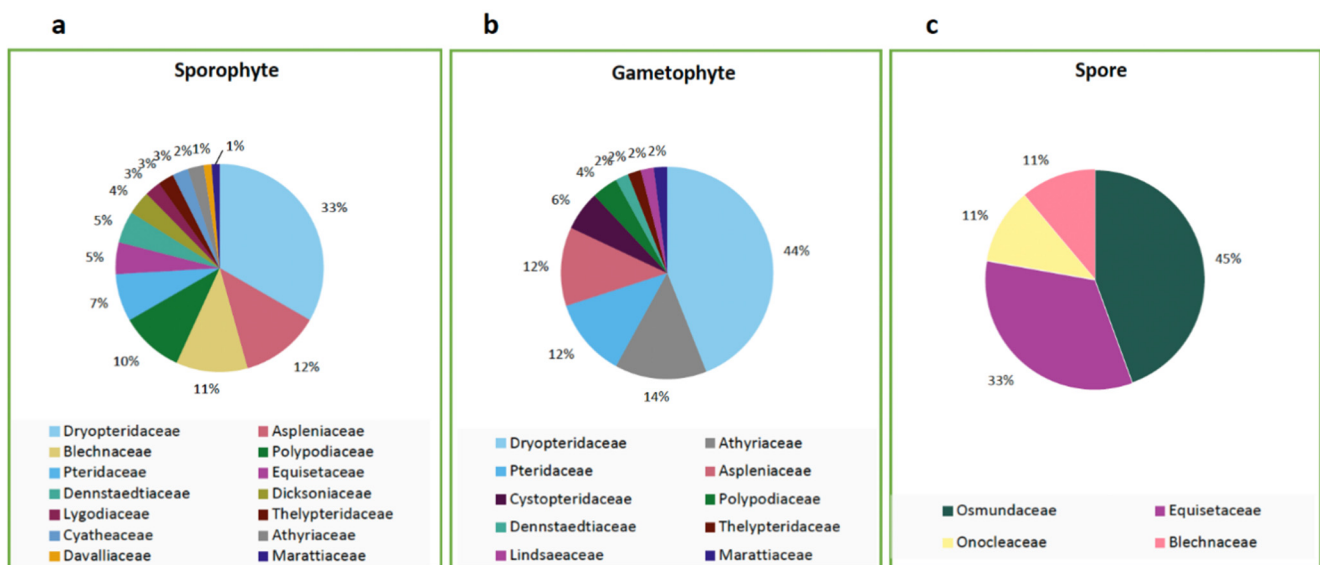 a
Sporophyte
1%
1%
2%
3%
3%
3%
4%
5%
5%
7%
10%
11%
12%
33%
Dryopteridaceae Aspleniaceae
Blechnaceae Polypodiaceae
Pteridaceae Equisetaceae
Dennstaedtiaceae Dicksoniaceae
Lygodiaceae Thelypteridaceae
Cyatheaceae Athyriaceae
Davalliaceae Marattiaceae
b
Gametophyte
2%
2%
2%
2%
4%
6%
12%
12%
14%
44%
Dryopteridaceae Athyriaceae
Pteridaceae Aspleniaceae
Cystopteridaceae Polypodiaceae
Dennstaedtiaceae Thelypteridaceae
Lindsaeaceae Marattiaceae
c
Spore
11%
11%
45%
33%
Osmundaceae Equisetaceae
Onocleaceae Blechnaceae